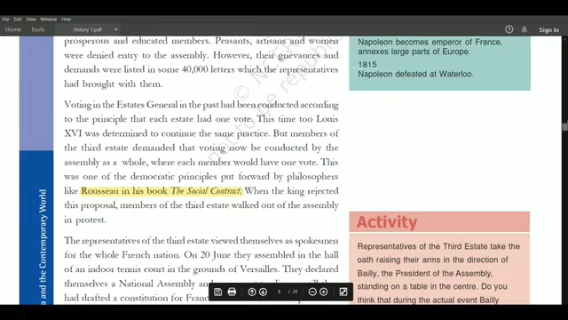 File Edit View Window Help
Home Tools history 1.pdf × Sign In
prosperous and educated members. Peasants, artisans and women
were denied entry to the assembly. However, their grievances and
demands were listed in some 40,000 letters which the representatives
had brought with them.
Voting in the Estates General in the past had been conducted according
to the principle that each estate had one vote. This time too Louis
XVI was determined to continue the same practice. But members of
the third estate demanded that voting now be conducted by the
assembly as a whole, where each member would have one vote. This
was one of the democratic principles put forward by philosophers
like Rousseau in his book The Social Contract. When the king rejected
this proposal, members of the third estate walked out of the assembly
in protest.
The representatives of the third estate viewed themselves as spokesmen
for the whole French nation. On 20 June they assembled in the hall
of an indoor tennis court in the grounds of Versailles. They declared
themselves a National Assembly
had drafted a constitution for
Napoleon becomes emperor of France,
annexes large parts of Europe.
1815
Napoleon defeated at Waterloo.
Activity
Representatives of the Third Estate take the
oath raising their arms in the direction of
Bailly, the President of the Assembly,
standing on a table in the centre. Do you
think that during the actual event Bailly
a and the Contemporary World
not to be republ